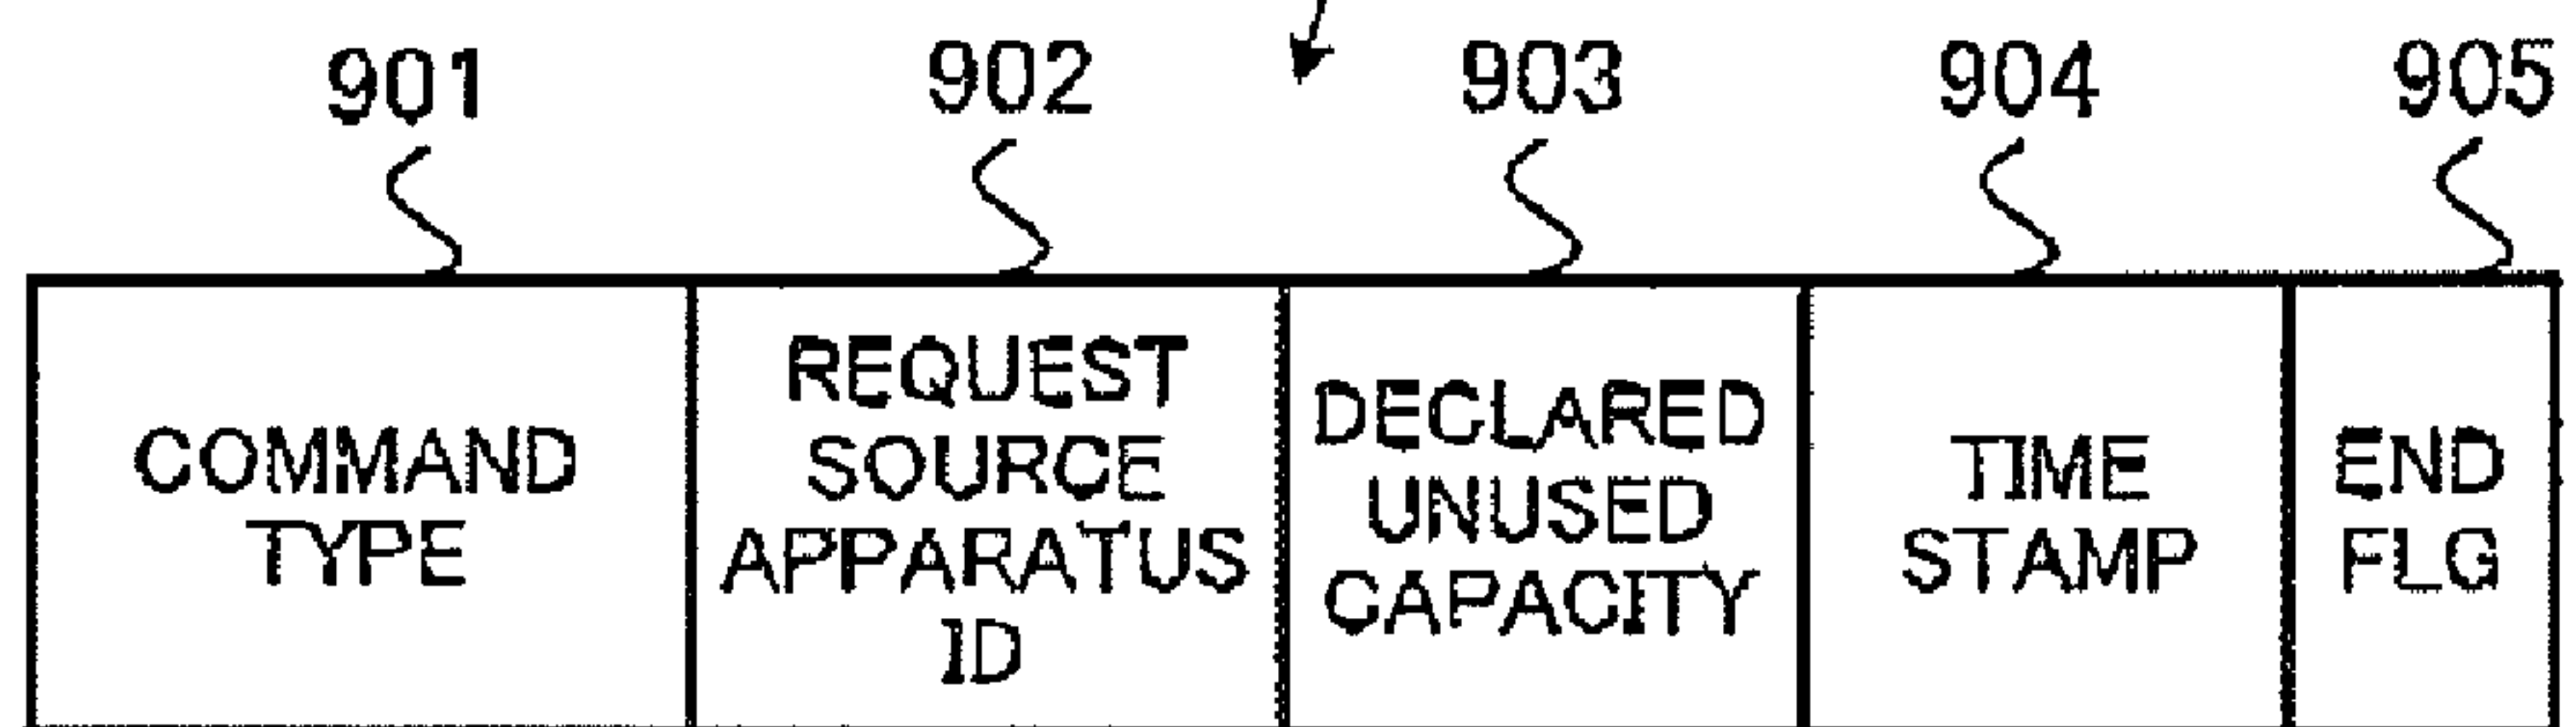 901 902 903 904 905
COMMAND
TYPE
REQUEST
SOURCE
APPARATUS
ID
DECLARED
UNUSED
CAPACITY
TIME
STAMP
END
FLG